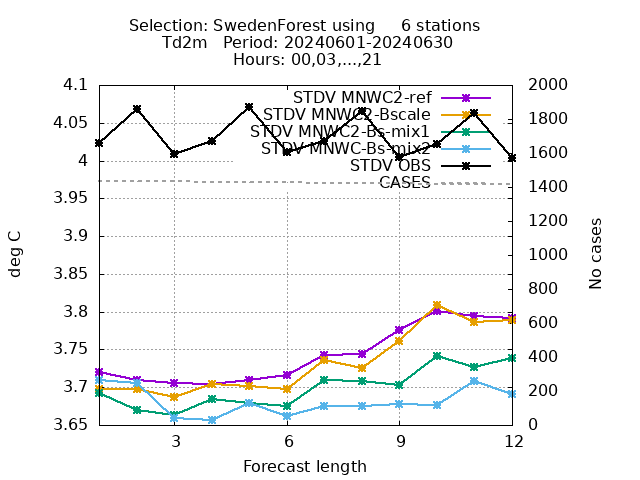 Selection: SwedenForest using     6 stations
Td2m   Period: 20240601-20240630
Hours: 00,03,...,21
STDV MNWC2-ref
STDV MNWC2-Bscale
STDV MNWC2-Bs-mix1
STDV MNWC-Bs-mix2
STDV OBS
CASES
4.1
4.05
4
3.95
3.9
3.85
3.8
3.75
3.7
3.65
deg C
2000
1800
1600
1400
1200
1000
800
600
400
200
0
No cases
3 6 9 12
Forecast length